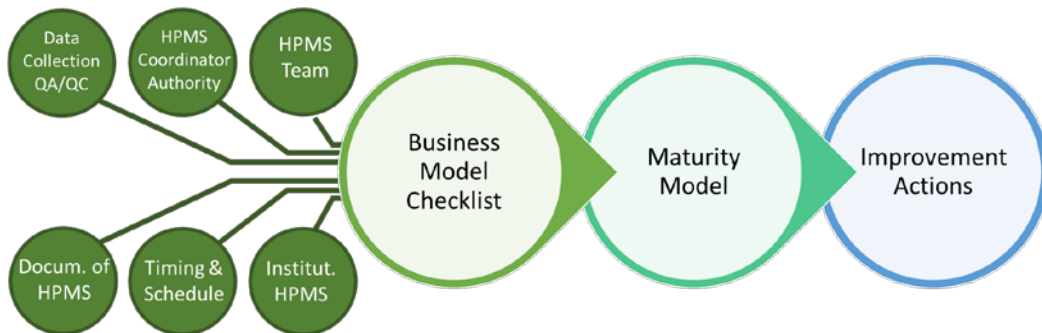 Data
Collection
QA/QC
HPMS
Coordinator
Authority
HPMS
Team
Docum. of
HPMS
Timing &
Schedule
Institut.
HPMS
Business
Model
Checklist
Maturity
Model
Improvement
Actions